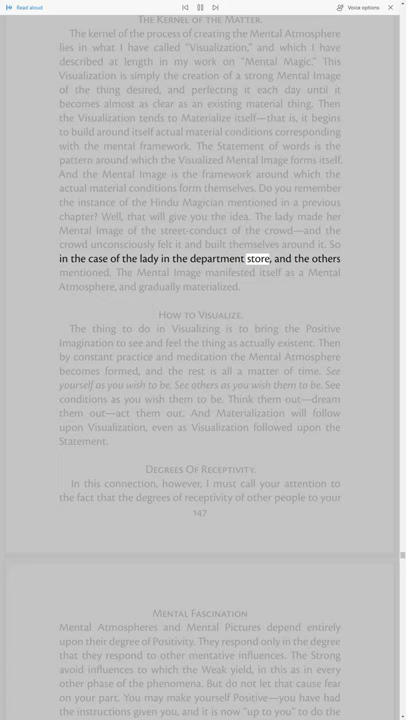 Read aloud
Voice options
The Kernel of the Matter.
The kernel of the process of creating the Mental Atmosphere
lies in what I have called "Visualization," and which I have
described at length in my work on "Mental Magic." This
Visualization is simply the creation of a strong Mental Image
of the thing desired, and perfecting it each day until it
becomes almost as clear as an existing material thing. Then
the Visualization tends to Materialize itself—that is, it begins
to build around itself actual material conditions corresponding
with the mental framework. The Statement of words is the
pattern around which the Visualized Mental Image forms itself.
And the Mental Image is the framework around which the
actual material conditions form themselves. Do you remember
the instance of the Hindu Magician mentioned in a previous
chapter? Well, that will give you the idea. The lady made her
Mental Image of the street-conduct of the crowd—and the
crowd unconsciously felt it and built themselves around it. So
in the case of the lady in the department store, and the others
mentioned. The Mental Image manifested itself as a Mental
Atmosphere, and gradually materialized.
How to Visualize.
The thing to do in Visualizing is to bring the Positive
Imagination to see and feel the thing as actually existent. Then
by constant practice and meditation the Mental Atmosphere
becomes formed, and the rest is all a matter of time. See
yourself as you wish to be. See others as you wish them to be. See
conditions as you wish them to be. Think them out—dream
them out—act them out. And Materialization will follow
upon Visualization, even as Visualization followed upon the
Statement.
Degrees Of Receptivity.
In this connection, however, I must call your attention to
the fact that the degrees of receptivity of other people to your
147
Mental Fascination
Mental Atmospheres and Mental Pictures depend entirely
upon their degree of Positivity. They respond only in the degree
that they respond to other mentative influences. The Strong
avoid influences to which the Weak yield, in this as in every
other phase of the phenomena. But do not let that cause fear
on your part. You may make yourself Positive—you have had
the instructions given you, and it is now "up to you" to do the